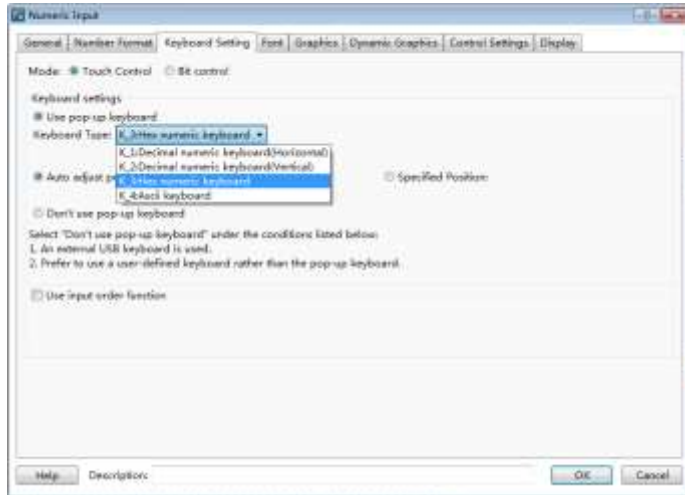 Numeric Input
General Number Format Keyboard Setting Font Graphics Dynamic Graphics Control Settings Display
Mode: Touch Control Bit control
Keyboard settings
Use pop-up keyboard
Keyboard Type: K_3:Hex numeric keyboard
K_1:Decimal numeric keyboard(Horizontal)
K_2:Decimal numeric keyboard(Vertical)
K_3:Hex numeric keyboard
K_4:Ascii keyboard
Auto adjust p Specified Position
Don't use pop-up keyboard
Select "Don't use pop-up keyboard" under the conditions listed below:
1. An external USB keyboard is used.
2. Prefer to use a user-defined keyboard rather than the pop-up keyboard.
Use input order function
Help Description: OK Cancel